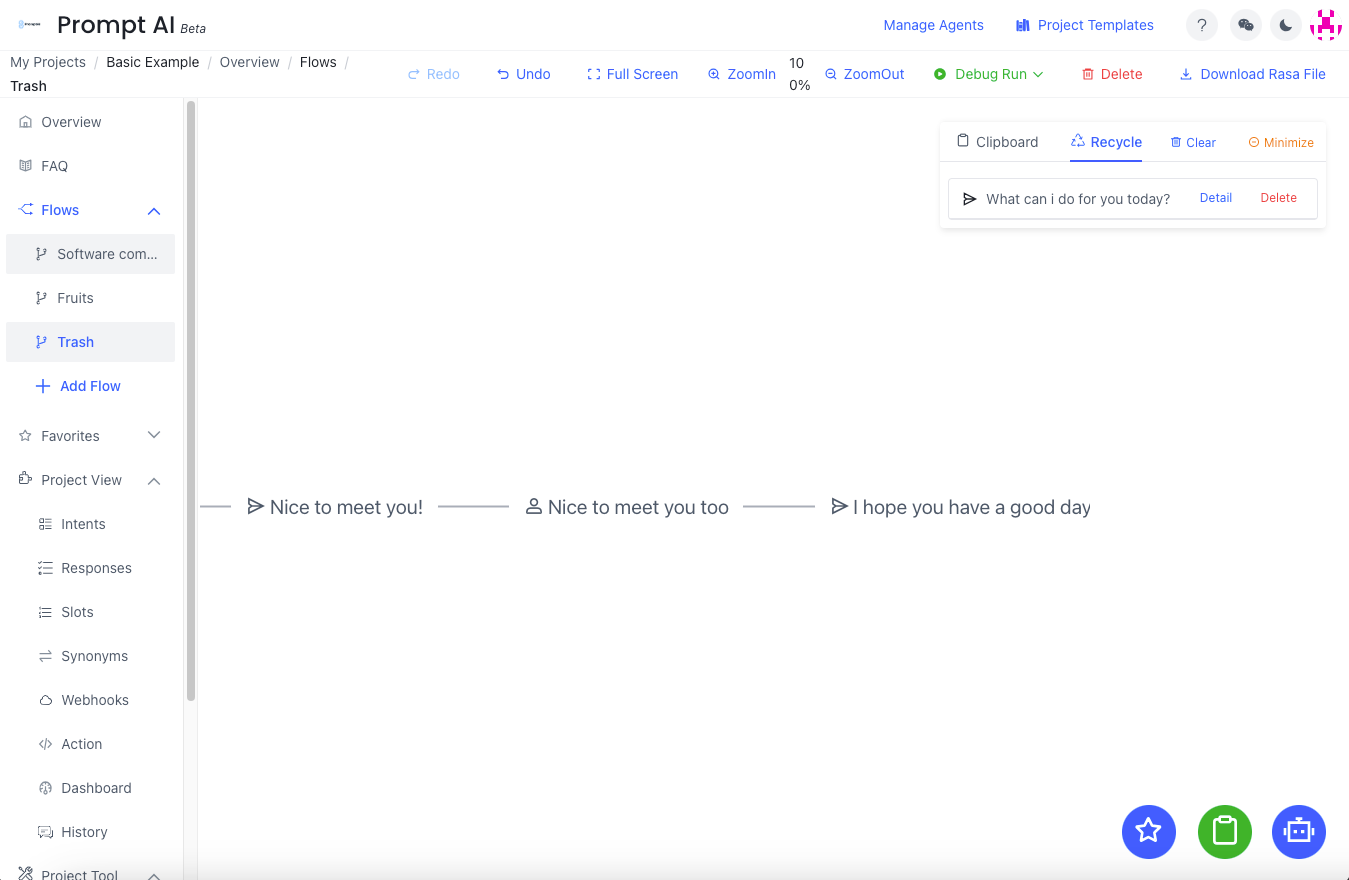 Prompt AI Beta
Manage Agents
Project Templates
?
My Projects / Basic Example / Overview / Flows /
Trash
Redo
Undo
Full Screen
ZoomIn
10
0%
ZoomOut
Debug Run
Delete
Download Rasa File
Overview
FAQ
Flows
Software com...
Fruits
Trash
Add Flow
Favorites
Project View
Intents
Responses
Slots
Synonyms
Webhooks
Action
Dashboard
History
Project Tool
Clipboard
Recycle
Clear
Minimize
What can i do for you today?
Detail
Delete
Nice to meet you!
Nice to meet you too
I hope you have a good day